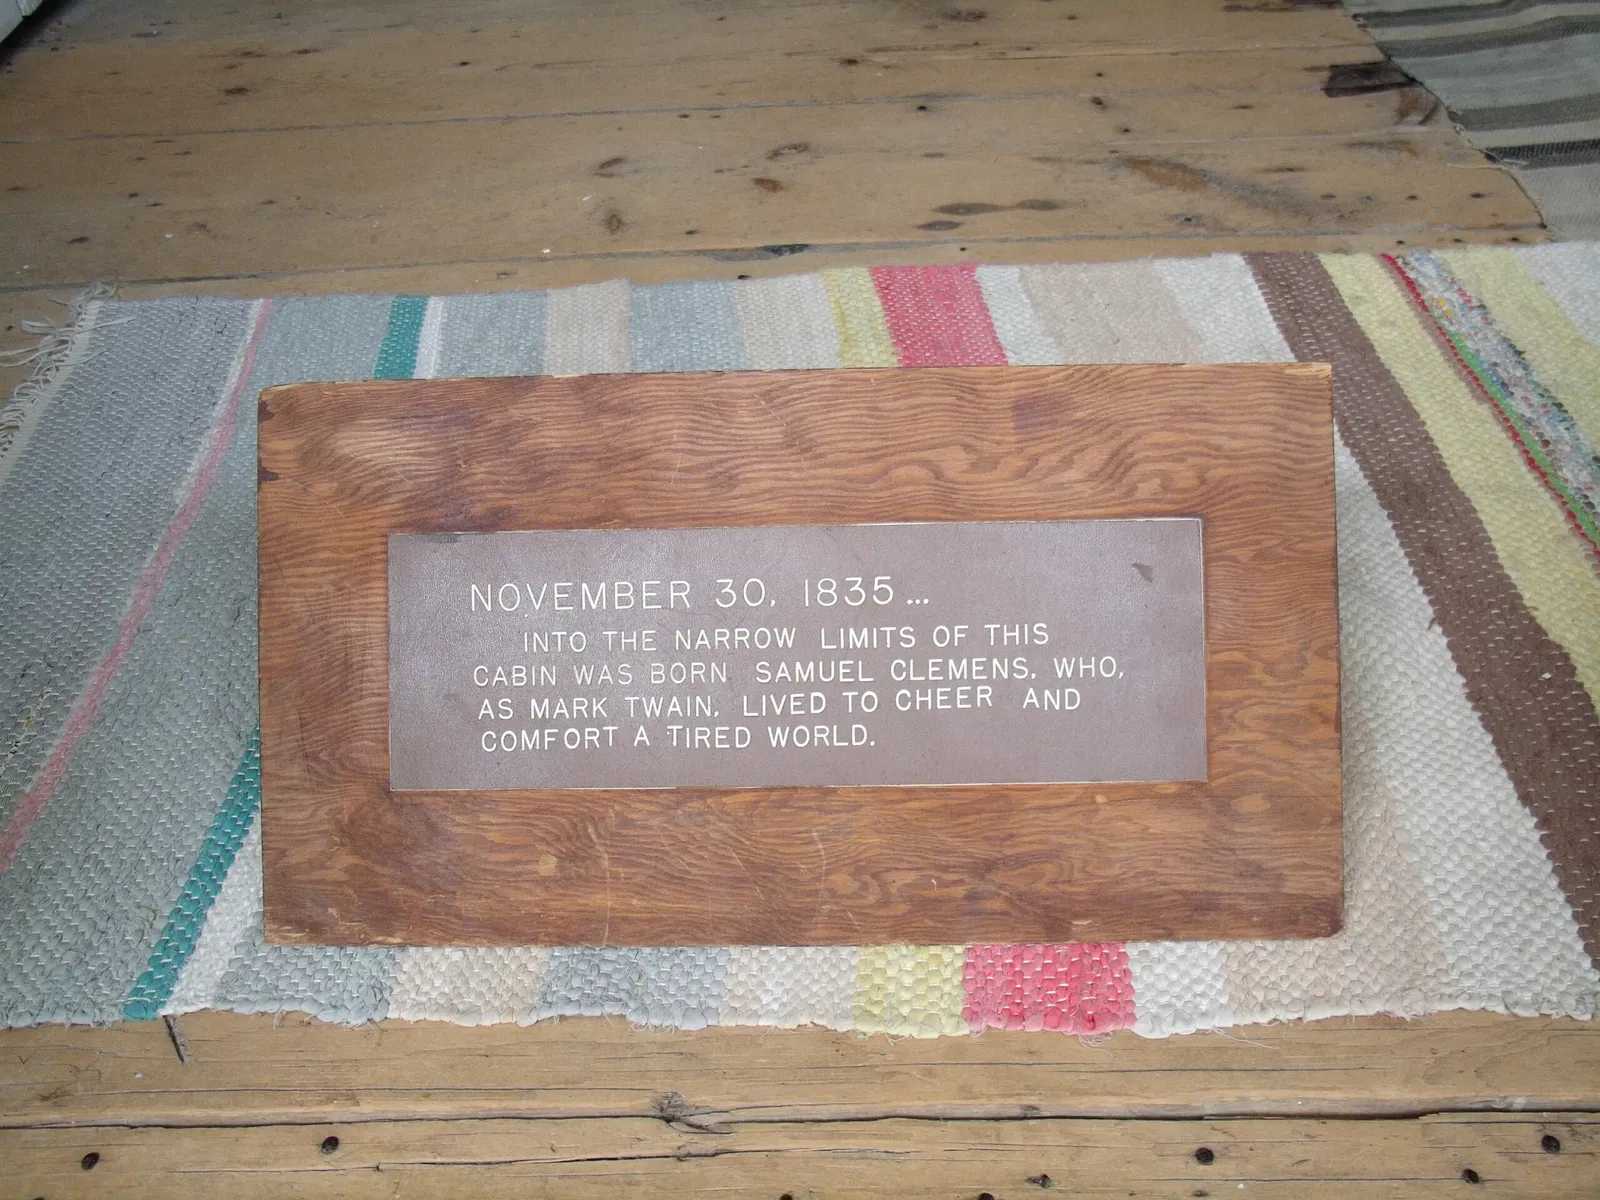 NOVEMBER 30, 1835...
INTO THE NARROW LIMITS OF THIS
CABIN WAS BORN SAMUEL CLEMENS, WHO,
AS MARK TWAIN, LIVED TO CHEER AND
COMFORT A TIRED WORLD.